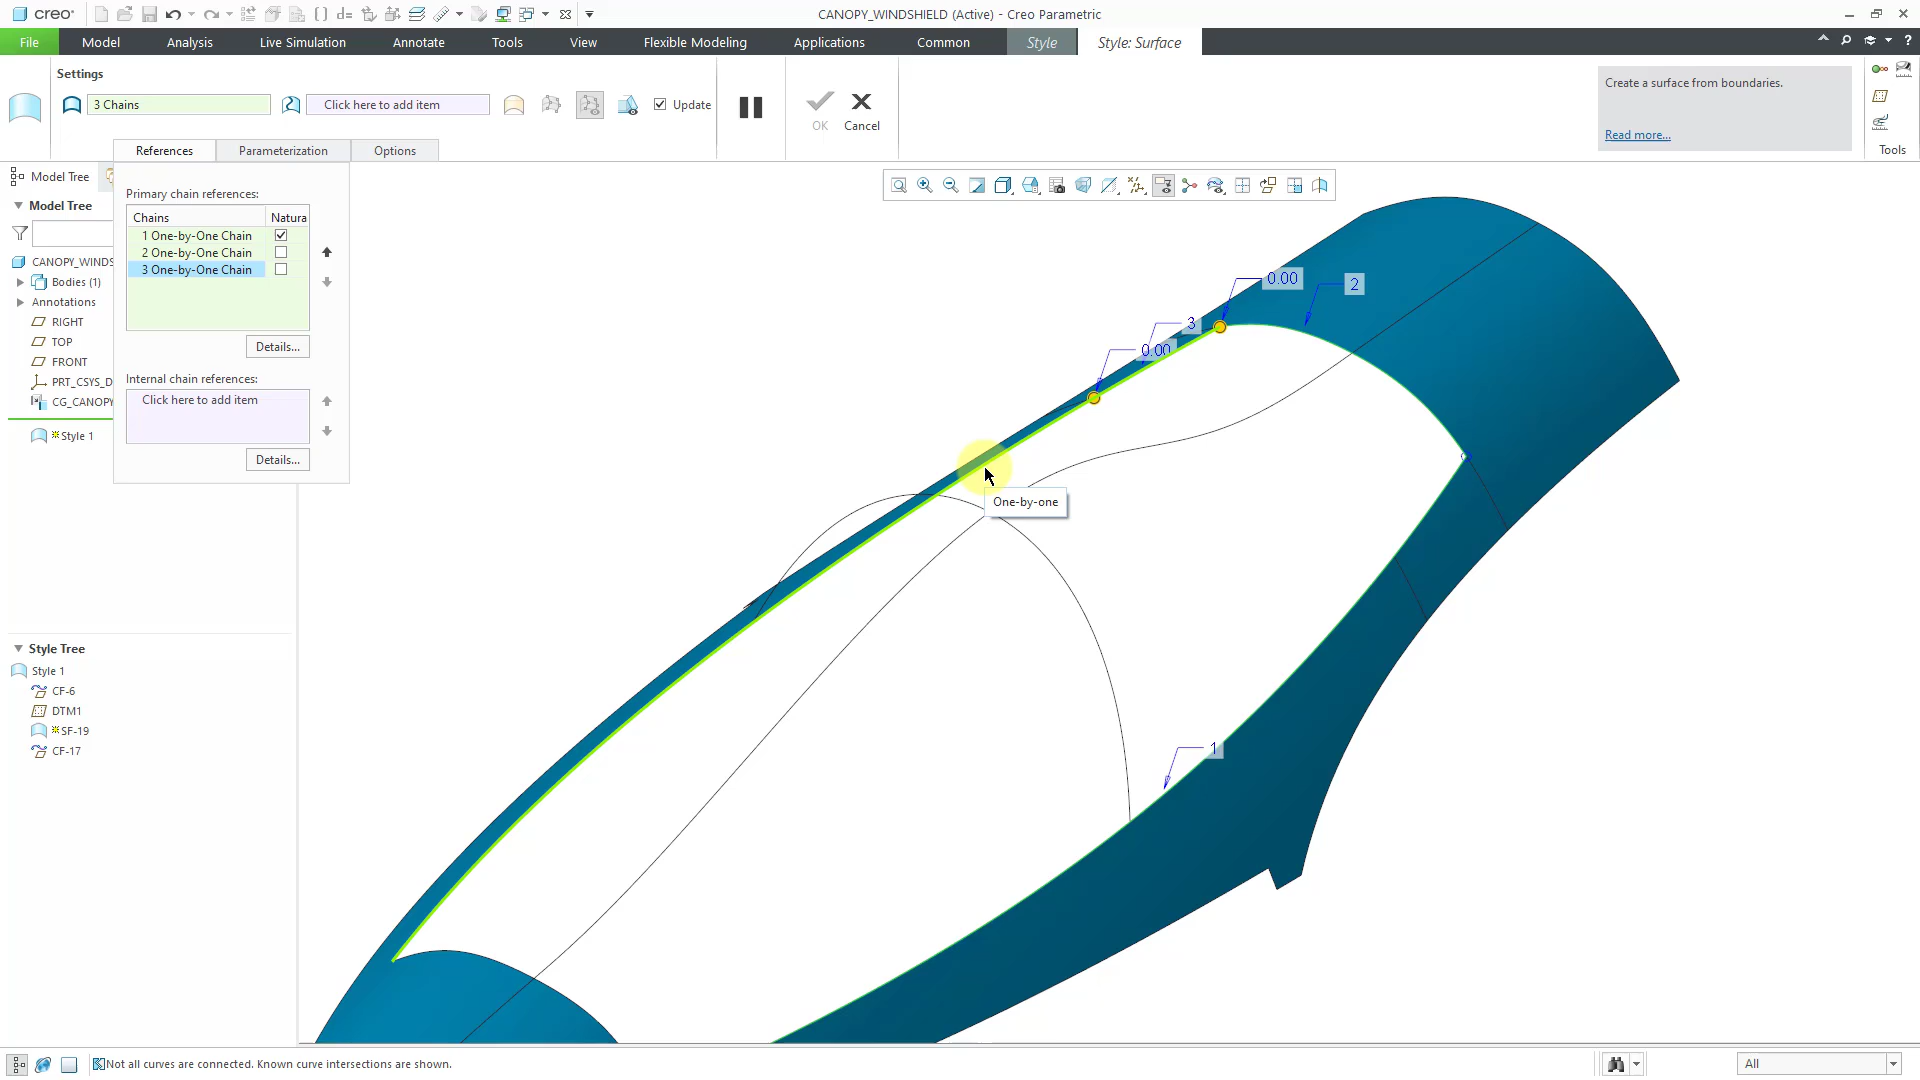 creo
CANOPY_WINDSHIELD (Active) - Creo Parametric
File Model Analysis Live Simulation Annotate Tools View Flexible Modeling Applications Common Style Style: Surface
Settings
3 Chains
Click here to add item
Update
OK
Cancel
Create a surface from boundaries.
Read more...
Tools
References Parameterization Options
Model Tree
Model Tree
CANOPY_WINDS
Bodies (1)
Annotations
RIGHT
TOP
FRONT
PRT_CSYS_D
CG_CANOPY
Style 1
Primary chain references:
Chains Natura
1 One-by-One Chain
2 One-by-One Chain
3 One-by-One Chain
Details...
Internal chain references:
Click here to add item
Details...
Style Tree
Style 1
CF-6
DTM1
SF-19
CF-17
0.00
2
3
0.00
One-by-one
1
Not all curves are connected. Known curve intersections are shown.
All